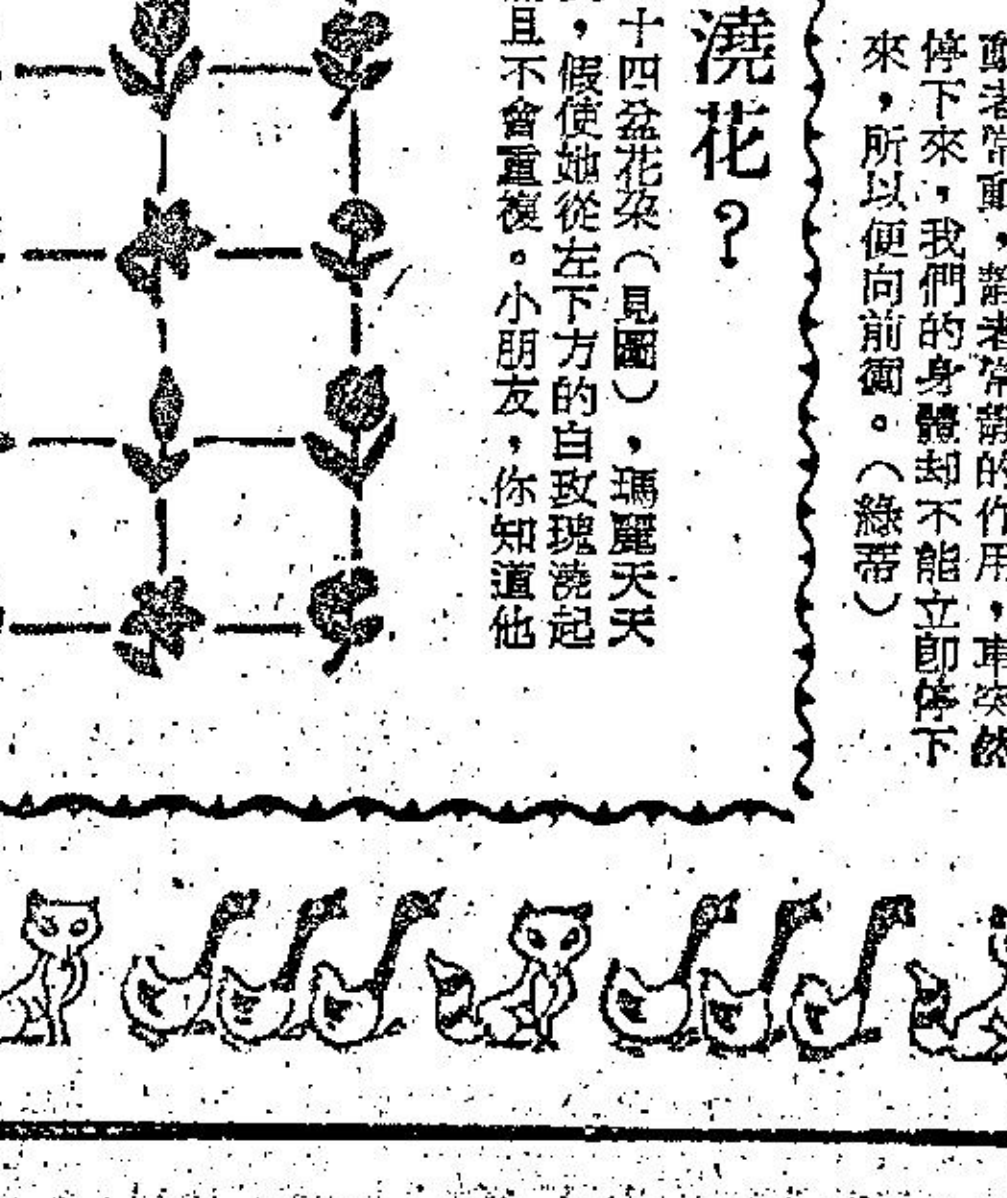 動者常動，靜者常靜的作用，車突然
停下來，我們的身體却不能立卽停下
來，所以便向前衝。（綠蒂）
澆花？
十四盆花朶（見圖），瑪麗天天
，假使她從左下方的白玫瑰澆起
且不會重複。小朋友，你知道他